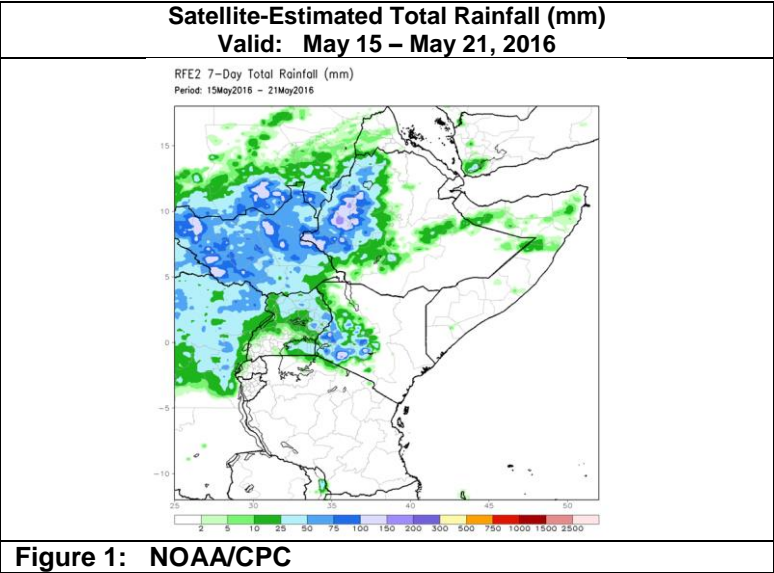 Satellite-Estimated Total Rainfall (mm)
Valid: May 15 – May 21, 2016
RFE2 7-Day Total Rainfall (mm)
Period: 15May2016 – 21May2016
15
10
5
0
-5
-10
25 30 35 40 45 50
2 5 10 25 50 75 100 150 200 300 500 750 1000 1500 2500
Figure 1: NOAA/CPC